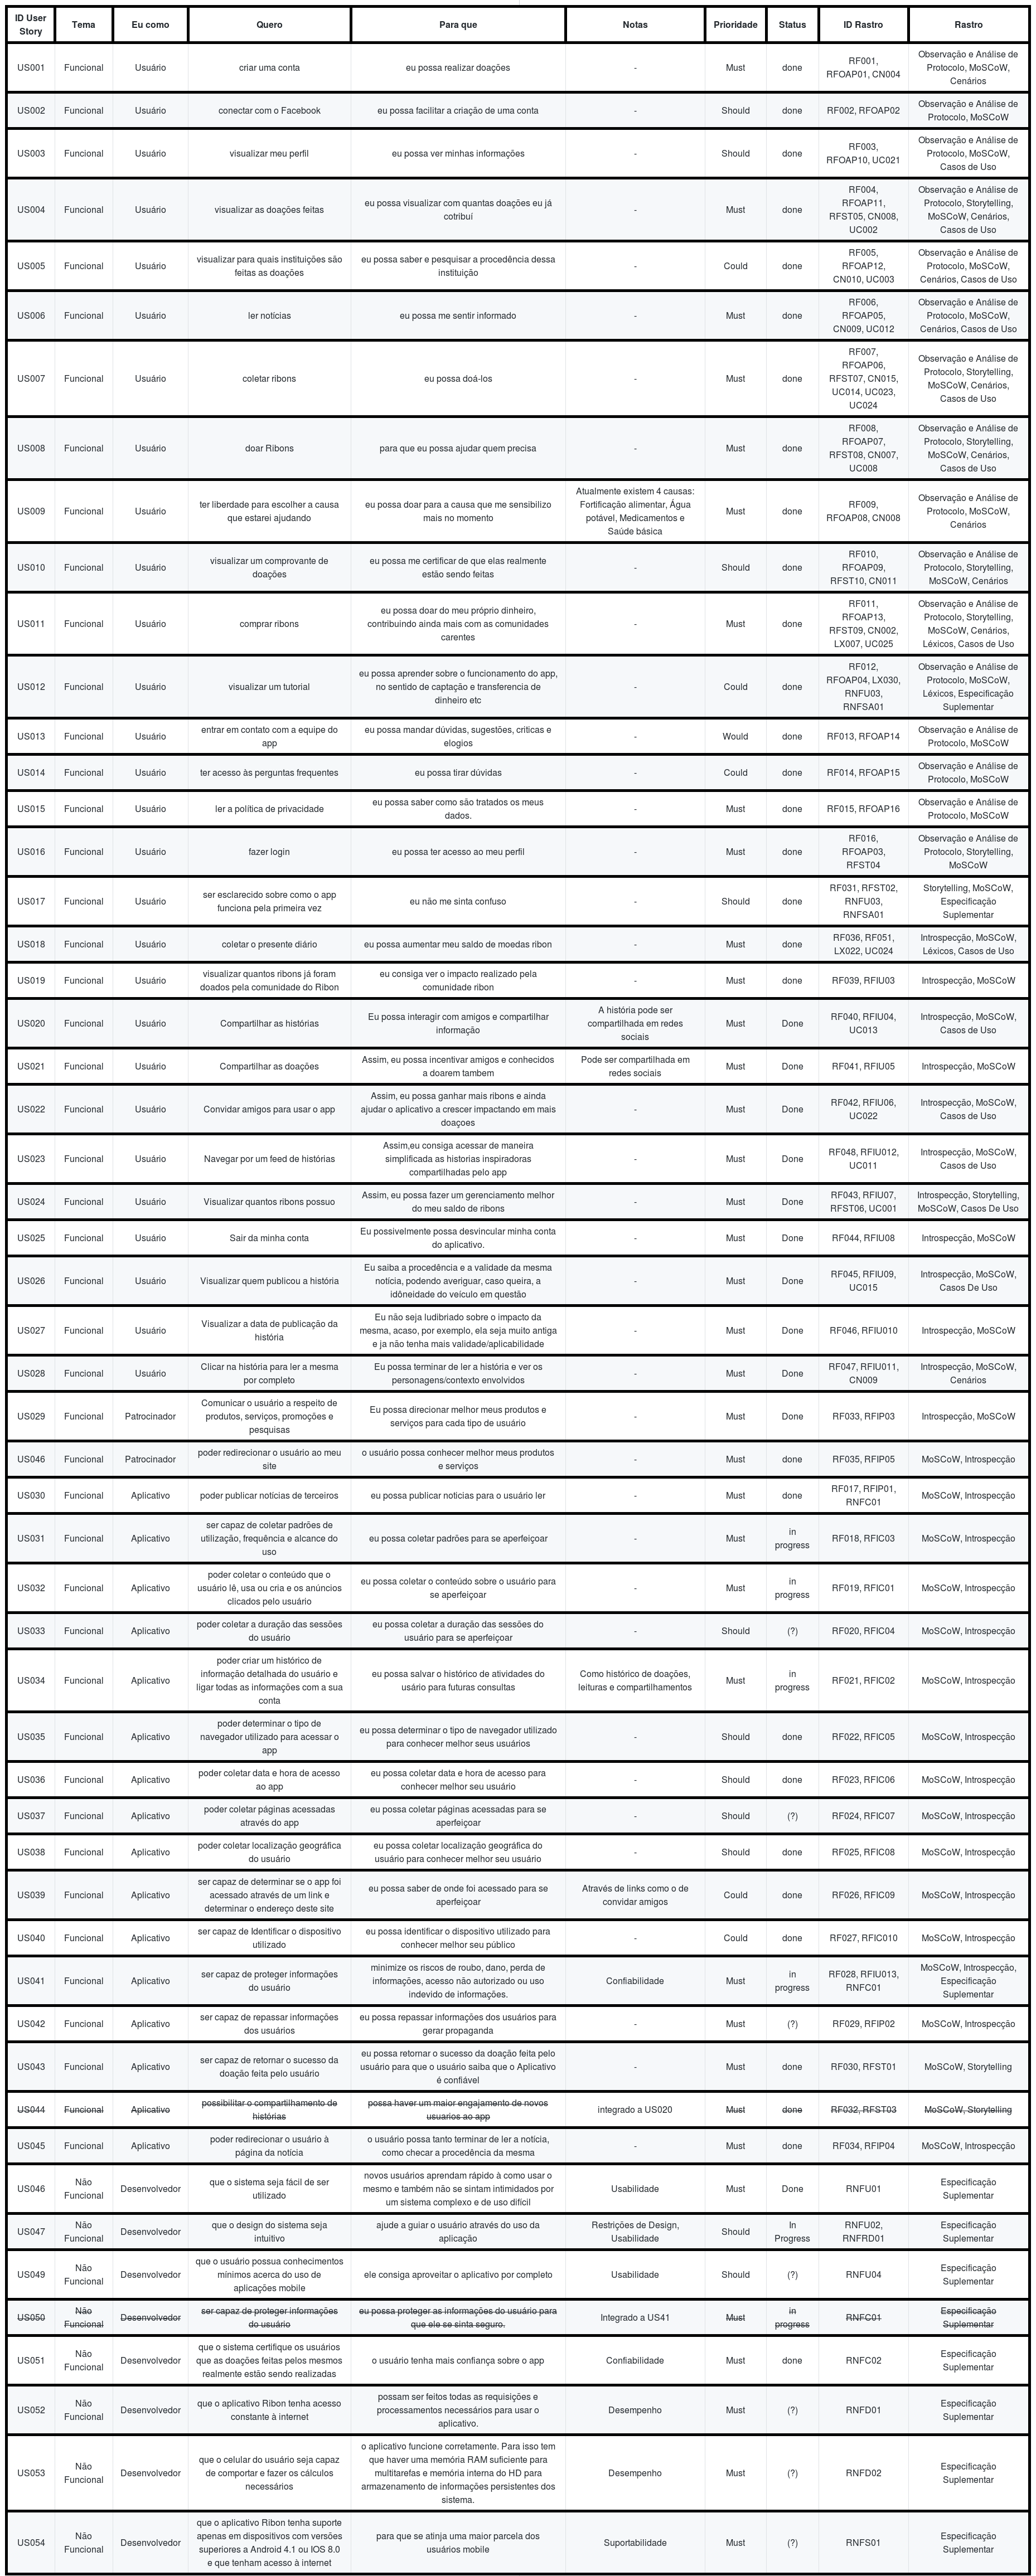 ID User Story | Tema | Eu como | Quero | Para que | Notas | Prioridade | Status | ID Rastro | Rastro
US001 | Funcional | Usuário | criar uma conta | eu possa realizar doações | - | Must | done | RF001, RFOAP01, CN004 | Observação e Análise de Protocolo, MoSCoW, Cenários
US002 | Funcional | Usuário | conectar com o Facebook | eu possa facilitar a criação de uma conta | - | Should | done | RF002, RFOAP02 | Observação e Análise de Protocolo, MoSCoW
US003 | Funcional | Usuário | visualizar meu perfil | eu possa ver minhas informações | - | Should | done | RF003, RFOAP10, UC021 | Observação e Análise de Protocolo, MoSCoW, Casos de Uso
US004 | Funcional | Usuário | visualizar as doações feitas | eu possa visualizar com quantas doações eu já cotribuí | - | Must | done | RF004, RFOAP11, RFST05, CN008, UC002 | Observação e Análise de Protocolo, Storytelling, MoSCoW, Cenários, Casos de Uso
US005 | Funcional | Usuário | visualizar para quais instituições são feitas as doações | eu possa saber e pesquisar a procedência dessa instituição | - | Could | done | RF005, RFOAP12, CN010, UC003 | Observação e Análise de Protocolo, MoSCoW, Cenários, Casos de Uso
US006 | Funcional | Usuário | ler notícias | eu possa me sentir informado | - | Must | done | RF006, RFOAP05, CN009, UC012 | Observação e Análise de Protocolo, MoSCoW, Cenários, Casos de Uso
US007 | Funcional | Usuário | coletar ribons | eu possa doá-los | - | Must | done | RF007, RFOAP06, RFST07, CN015, UC014, UC023, UC024 | Observação e Análise de Protocolo, Storytelling, MoSCoW, Cenários, Casos de Uso
US008 | Funcional | Usuário | doar Ribons | para que eu possa ajudar quem precisa | - | Must | done | RF008, RFOAP07, RFST08, CN007, UC008 | Observação e Análise de Protocolo, Storytelling, MoSCoW, Cenários, Casos de Uso
US009 | Funcional | Usuário | ter liberdade para escolher a causa que estarei ajudando | eu possa doar para a causa que me sensibilizo mais no momento | Atualmente existem 4 causas: Fortificação alimentar, Água potável, Medicamentos e Saúde básica | Must | done | RF009, RFOAP08, CN008 | Observação e Análise de Protocolo, MoSCoW, Cenários
US010 | Funcional | Usuário | visualizar um comprovante de doações | eu possa me certificar de que elas realmente estão sendo feitas | - | Should | done | RF010, RFOAP09, RFST10, CN011 | Observação e Análise de Protocolo, Storytelling, MoSCoW, Cenários
US011 | Funcional | Usuário | comprar ribons | eu possa doar do meu próprio dinheiro, contribuindo ainda mais com as comunidades carentes | - | Must | done | RF011, RFOAP13, RFST09, CN002, LX007, UC025 | Observação e Análise de Protocolo, Storytelling, MoSCoW, Cenários, Léxicos, Casos de Uso
US012 | Funcional | Usuário | visualizar um tutorial | eu possa aprender sobre o funcionamento do app, no sentido de captação e transferencia de dinheiro etc | - | Could | done | RF012, RFOAP04, LX030, RNFU03, RNFSA01 | Observação e Análise de Protocolo, MoSCoW, Léxicos, Especificação Suplementar
US013 | Funcional | Usuário | entrar em contato com a equipe do app | eu possa mandar dúvidas, sugestões, criticas e elogios | - | Would | done | RF013, RFOAP14 | Observação e Análise de Protocolo, MoSCoW
US014 | Funcional | Usuário | ter acesso às perguntas frequentes | eu possa tirar dúvidas | - | Could | done | RF014, RFOAP15 | Observação e Análise de Protocolo, MoSCoW
US015 | Funcional | Usuário | ler a política de privacidade | eu possa saber como são tratados os meus dados. | - | Must | done | RF015, RFOAP16 | Observação e Análise de Protocolo, MoSCoW
US016 | Funcional | Usuário | fazer login | eu possa ter acesso ao meu perfil | - | Must | done | RF016, RFOAP03, RFST04 | Observação e Análise de Protocolo, Storytelling, MoSCoW
US017 | Funcional | Usuário | ser esclarecido sobre como o app funciona pela primeira vez | eu não me sinta confuso | - | Should | done | RF031, RFST02, RNFU03, RNFSA01 | Storytelling, MoSCoW, Especificação Suplementar
US018 | Funcional | Usuário | coletar o presente diário | eu possa aumentar meu saldo de moedas ribon | - | Must | done | RF036, RF051, LX022, UC024 | Introspecção, MoSCoW, Léxicos, Casos de Uso
US019 | Funcional | Usuário | visualizar quantos ribons já foram doados pela comunidade do Ribon | eu consiga ver o impacto realizado pela comunidade ribon | - | Must | done | RF039, RFIU03 | Introspecção, MoSCoW
US020 | Funcional | Usuário | Compartilhar as histórias | Eu possa interagir com amigos e compartilhar informação | A história pode ser compartilhada em redes sociais | Must | Done | RF040, RFIU04, UC013 | Introspecção, MoSCoW, Casos de Uso
US021 | Funcional | Usuário | Compartilhar as doações | Assim, eu possa incentivar amigos e conhecidos a doarem tambem | Pode ser compartilhada em redes sociais | Must | Done | RF041, RFIU05 | Introspecção, MoSCoW
US022 | Funcional | Usuário | Convidar amigos para usar o app | Assim, eu possa ganhar mais ribons e ainda ajudar o aplicativo a crescer impactando em mais doaçoes | - | Must | Done | RF042, RFIU06, UC022 | Introspecção, MoSCoW, Casos de Uso
US023 | Funcional | Usuário | Navegar por um feed de histórias | Assim,eu consiga acessar de maneira simplificada as historias inspiradoras compartilhadas pelo app | - | Must | Done | RF048, RFIU012, UC011 | Introspecção, MoSCoW, Casos de Uso
US024 | Funcional | Usuário | Visualizar quantos ribons possuo | Assim, eu possa fazer um gerenciamento melhor do meu saldo de ribons | - | Must | Done | RF043, RFIU07, RFST06, UC001 | Introspecção, Storytelling, MoSCoW, Casos De Uso
US025 | Funcional | Usuário | Sair da minha conta | Eu possivelmente possa desvincular minha conta do aplicativo. | - | Must | Done | RF044, RFIU08 | Introspecção, MoSCoW
US026 | Funcional | Usuário | Visualizar quem publicou a história | Eu saiba a procedência e a validade da mesma notícia, podendo averiguar, caso queira, a idôneidade do veículo em questão | - | Must | Done | RF045, RFIU09, UC015 | Introspecção, MoSCoW, Casos De Uso
US027 | Funcional | Usuário | Visualizar a data de publicação da história | Eu não seja ludibriado sobre o impacto da mesma, acaso, por exemplo, ela seja muito antiga e ja não tenha mais validade/aplicabilidade | - | Must | Done | RF046, RFIU010 | Introspecção, MoSCoW
US028 | Funcional | Usuário | Clicar na história para ler a mesma por completo | Eu possa terminar de ler a história e ver os personagens/contexto envolvidos | - | Must | Done | RF047, RFIU011, CN009 | Introspecção, MoSCoW, Cenários
US029 | Funcional | Patrocinador | Comunicar o usuário a respeito de produtos, serviços, promoções e pesquisas | Eu possa direcionar melhor meus produtos e serviços para cada tipo de usuário | - | Must | Done | RF033, RFIP03 | Introspecção, MoSCoW
US046 | Funcional | Patrocinador | poder redirecionar o usuário ao meu site | o usuário possa conhecer melhor meus produtos e serviços | - | Must | done | RF035, RFIP05 | MoSCoW, Introspecção
US030 | Funcional | Aplicativo | poder publicar notícias de terceiros | eu possa publicar noticias para o usuário ler | - | Must | done | RF017, RFIP01, RNFC01 | MoSCoW, Introspecção
US031 | Funcional | Aplicativo | ser capaz de coletar padrões de utilização, frequência e alcance do uso | eu possa coletar padrões para se aperfeiçoar | - | Must | in progress | RF018, RFIC03 | MoSCoW, Introspecção
US032 | Funcional | Aplicativo | poder coletar o conteúdo que o usuário lê, usa ou cria e os anúncios clicados pelo usuário | eu possa coletar o conteúdo sobre o usuário para se aperfeiçoar | - | Must | in progress | RF019, RFIC01 | MoSCoW, Introspecção
US033 | Funcional | Aplicativo | poder coletar a duração das sessões do usuário | eu possa coletar a duração das sessões do usuário para se aperfeiçoar | - | Should | (?) | RF020, RFIC04 | MoSCoW, Introspecção
US034 | Funcional | Aplicativo | poder criar um histórico de informação detalhada do usuário e ligar todas as informações com a sua conta | eu possa salvar o histórico de atividades do usário para futuras consultas | Como histórico de doações, leituras e compartilhamentos | Must | in progress | RF021, RFIC02 | MoSCoW, Introspecção
US035 | Funcional | Aplicativo | poder determinar o tipo de navegador utilizado para acessar o app | eu possa determinar o tipo de navegador utilizado para conhecer melhor seus usuários | - | Should | done | RF022, RFIC05 | MoSCoW, Introspecção
US036 | Funcional | Aplicativo | poder coletar data e hora de acesso ao app | eu possa coletar data e hora de acesso para conhecer melhor seu usuário | - | Should | done | RF023, RFIC06 | MoSCoW, Introspecção
US037 | Funcional | Aplicativo | poder coletar páginas acessadas através do app | eu possa coletar páginas acessadas para se aperfeiçoar | - | Should | (?) | RF024, RFIC07 | MoSCoW, Introspecção
US038 | Funcional | Aplicativo | poder coletar localização geográfica do usuário | eu possa coletar localização geográfica do usuário para conhecer melhor seu usuário | - | Should | done | RF025, RFIC08 | MoSCoW, Introspecção
US039 | Funcional | Aplicativo | ser capaz de determinar se o app foi acessado através de um link e determinar o endereço deste site | eu possa saber de onde foi acessado para se aperfeiçoar | Através de links como o de convidar amigos | Could | done | RF026, RFIC09 | MoSCoW, Introspecção
US040 | Funcional | Aplicativo | ser capaz de Identificar o dispositivo utilizado | eu possa identificar o dispositivo utilizado para conhecer melhor seu público | - | Could | done | RF027, RFIC010 | MoSCoW, Introspecção
US041 | Funcional | Aplicativo | ser capaz de proteger informações do usuário | minimize os riscos de roubo, dano, perda de informações, acesso não autorizado ou uso indevido de informações. | Confiabilidade | Must | in progress | RF028, RFIU013, RNFC01 | MoSCoW, Introspecção, Especificação Suplementar
US042 | Funcional | Aplicativo | ser capaz de repassar informações dos usuários | eu possa repassar informações dos usuários para gerar propaganda | - | Must | (?) | RF029, RFIP02 | MoSCoW, Introspecção
US043 | Funcional | Aplicativo | ser capaz de retornar o sucesso da doação feita pelo usuário | eu possa retornar o sucesso da doação feita pelo usuário para que o usuário saiba que o Aplicativo é confiável | - | Must | done | RF030, RFST01 | MoSCoW, Storytelling
US044 | Funcional | Aplicativo | possibilitar o compartilhamento de histórias | possa haver um maior engajamento de novos usuarios ao app | integrado a US020 | Must | done | RF032, RFST03 | MoSCoW, Storytelling
US045 | Funcional | Aplicativo | poder redirecionar o usuário à página da notícia | o usuário possa tanto terminar de ler a notícia, como checar a procedência da mesma | - | Must | done | RF034, RFIP04 | MoSCoW, Introspecção
US046 | Não Funcional | Desenvolvedor | que o sistema seja fácil de ser utilizado | novos usuários aprendam rápido à como usar o mesmo e também não se sintam intimidados por um sistema complexo e de uso difícil | Usabilidade | Must | Done | RNFU01 | Especificação Suplementar
US047 | Não Funcional | Desenvolvedor | que o design do sistema seja intuitivo | ajude a guiar o usuário através do uso da aplicação | Restrições de Design, Usabilidade | Should | In Progress | RNFU02, RNFRD01 | Especificação Suplementar
US049 | Não Funcional | Desenvolvedor | que o usuário possua conhecimentos mínimos acerca do uso de aplicações mobile | ele consiga aproveitar o aplicativo por completo | Usabilidade | Should | (?) | RNFU04 | Especificação Suplementar
US050 | Não Funcional | Desenvolvedor | ser capaz de proteger informações do usuário | eu possa proteger as informações do usuário para que ele se sinta seguro. | Integrado a US41 | Must | in progress | RNFC01 | Especificação Suplementar
US051 | Não Funcional | Desenvolvedor | que o sistema certifique os usuários que as doações feitas pelos mesmos realmente estão sendo realizadas | o usuário tenha mais confiança sobre o app | Confiabilidade | Must | done | RNFC02 | Especificação Suplementar
US052 | Não Funcional | Desenvolvedor | que o aplicativo Ribon tenha acesso constante à internet | possam ser feitos todas as requisições e processamentos necessários para usar o aplicativo. | Desempenho | Must | (?) | RNFD01 | Especificação Suplementar
US053 | Não Funcional | Desenvolvedor | que o celular do usuário seja capaz de comportar e fazer os cálculos necessários | o aplicativo funcione corretamente. Para isso tem que haver uma memória RAM suficiente para multitarefas e memória interna do HD para armazenamento de informações persistentes dos sistema. | Desempenho | Must | (?) | RNFD02 | Especificação Suplementar
US054 | Não Funcional | Desenvolvedor | que o aplicativo Ribon tenha suporte apenas em dispositivos com versões superiores a Android 4.1 ou IOS 8.0 e que tenham acesso à internet | para que se atinja uma maior parcela dos usuários mobile | Suportabilidade | Must | (?) | RNFS01 | Especificação Suplementar